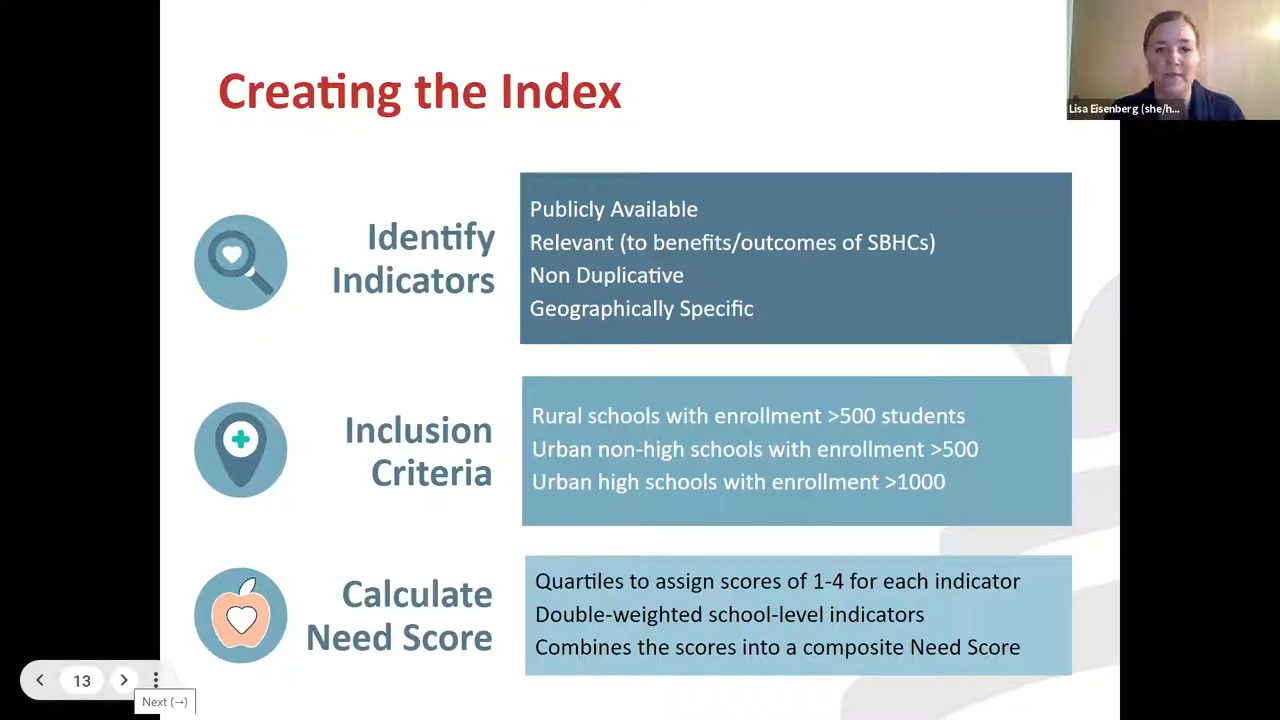 Creating the Index
Lisa Eisenberg (she/h...
Identify
Indicators
Publicly Available
Relevant (to benefits/outcomes of SBHCs)
Non Duplicative
Geographically Specific
Inclusion
Criteria
Rural schools with enrollment >500 students
Urban non-high schools with enrollment >500
Urban high schools with enrollment >1000
Calculate
Need Score
Quartiles to assign scores of 1-4 for each indicator
Double-weighted school-level indicators
Combines the scores into a composite Need Score
13
Next (→)